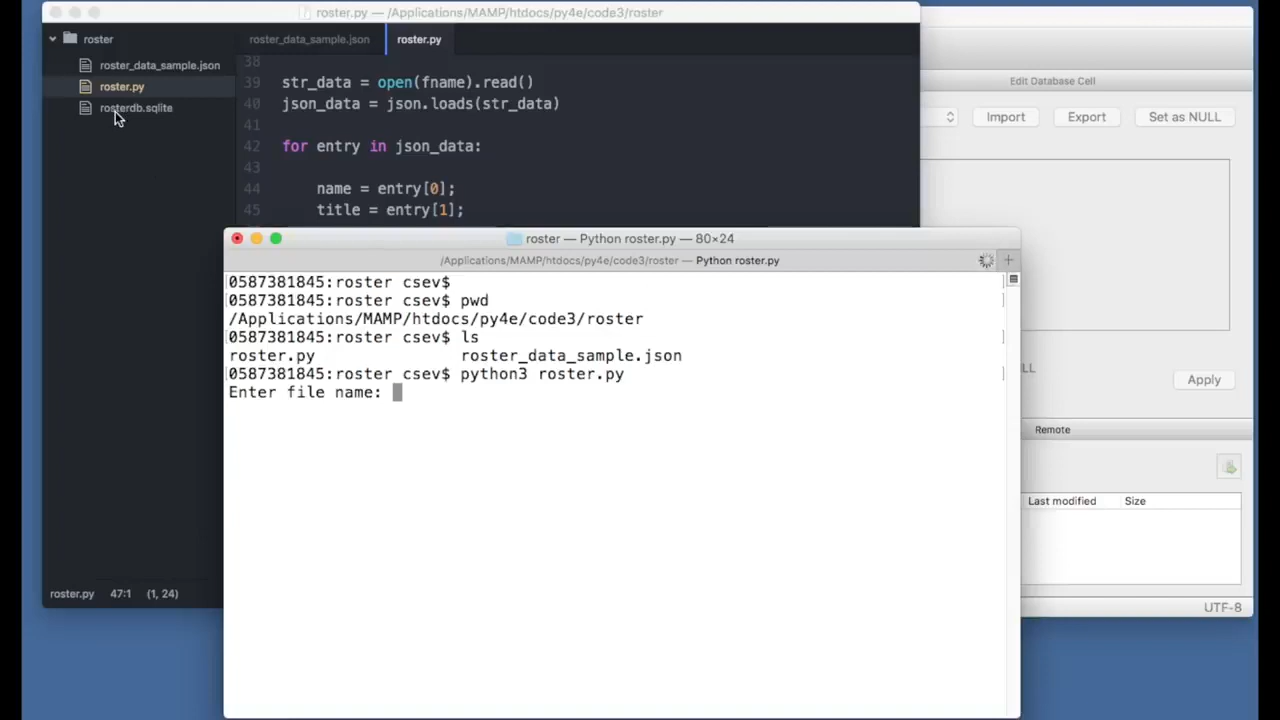 roster.py — /Applications/MAMP/htdocs/py4e/code3/roster
roster
roster_data_sample.json
roster.py
rosterdb.sqlite
roster_data_sample.json
roster.py
38
39 str_data = open(fname).read()
40 json_data = json.loads(str_data)
41
42 for entry in json_data:
43
44 name = entry[0];
45 title = entry[1];
roster.py 47:1 (1, 24)
Edit Database Cell
Import Export Set as NULL
LL
Apply
Remote
Last modified Size
UTF-8
roster — Python roster.py — 80×24
/Applications/MAMP/htdocs/py4e/code3/roster — Python roster.py
0587381845:roster csev$
0587381845:roster csev$ pwd
/Applications/MAMP/htdocs/py4e/code3/roster
0587381845:roster csev$ ls
roster.py roster_data_sample.json
0587381845:roster csev$ python3 roster.py
Enter file name: